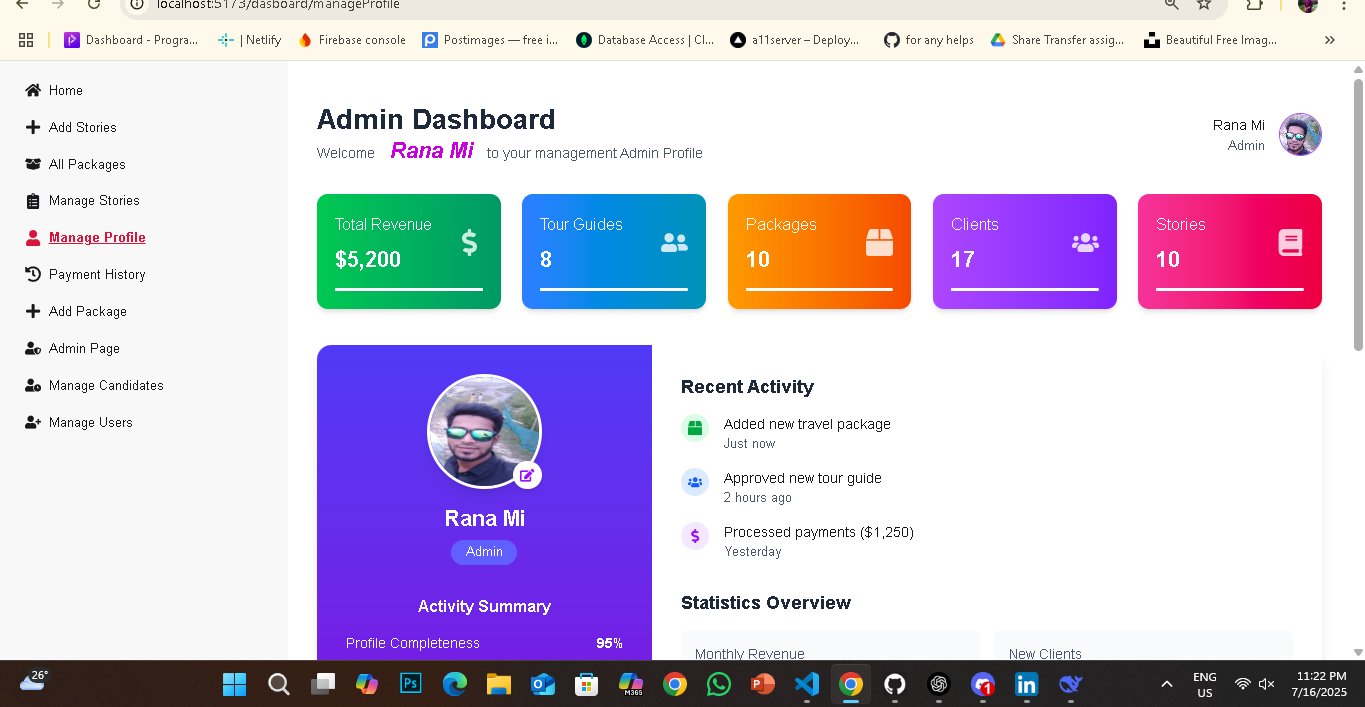 localhost:5173/dasboard/manageProfile
Dashboard - Progra...
| Netlify
Firebase console
Postimages — free i...
Database Access | Cl...
a11server – Deploy...
for any helps
Share Transfer assig...
Beautiful Free Imag...
»
Home
Add Stories
All Packages
Manage Stories
Manage Profile
Payment History
Add Package
Admin Page
Manage Candidates
Manage Users
Admin Dashboard
Welcome Rana Mi to your management Admin Profile
Rana Mi
Admin
Total Revenue
$5,200
$
Tour Guides
8
Packages
10
Clients
17
Stories
10
Rana Mi
Admin
Activity Summary
Profile Completeness 95%
Recent Activity
Added new travel package
Just now
Approved new tour guide
2 hours ago
$
Processed payments ($1,250)
Yesterday
Statistics Overview
Monthly Revenue
New Clients
26°
Ps
M365
1
in
ENG
US
11:22 PM
7/16/2025